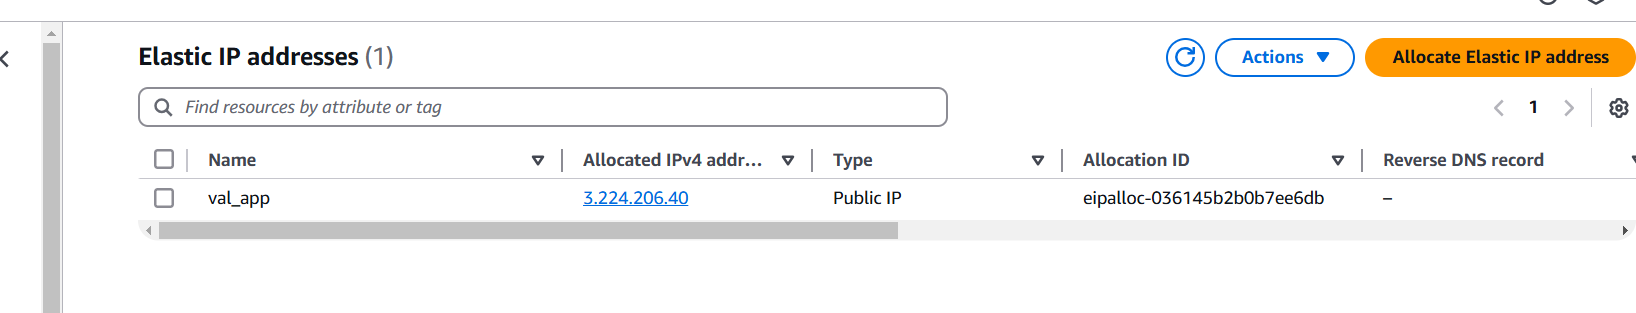 Elastic IP addresses (1)
Actions
Allocate Elastic IP address
Find resources by attribute or tag
1
Name
Allocated IPv4 addr...
Type
Allocation ID
Reverse DNS record
val_app
3.224.206.40
Public IP
eipalloc-036145b2b0b7ee6db
–